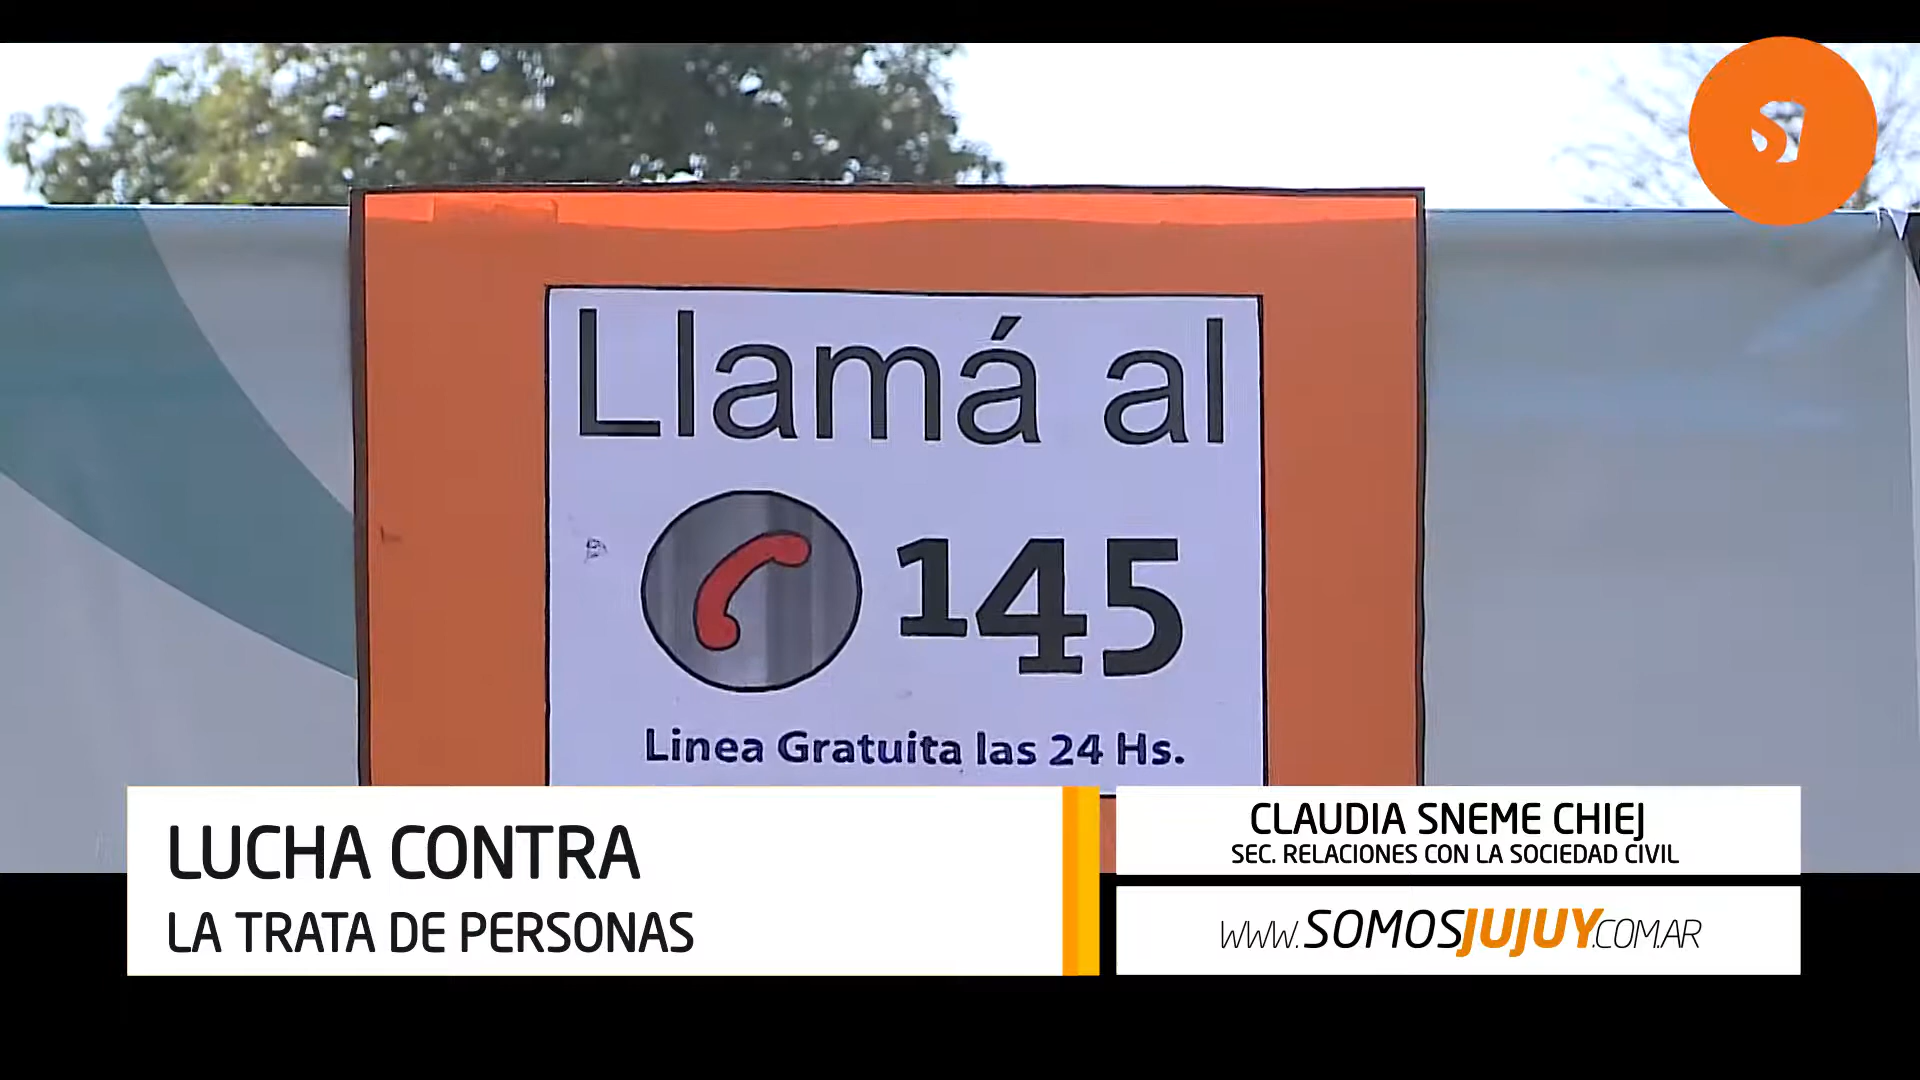 SJ
Llamá al
145
Linea Gratuita las 24 Hs.
LUCHA CONTRA
LA TRATA DE PERSONAS
CLAUDIA SNEME CHIEJ
SEC. RELACIONES CON LA SOCIEDAD CIVIL
WWW.SOMOSJUJUY.COM.AR